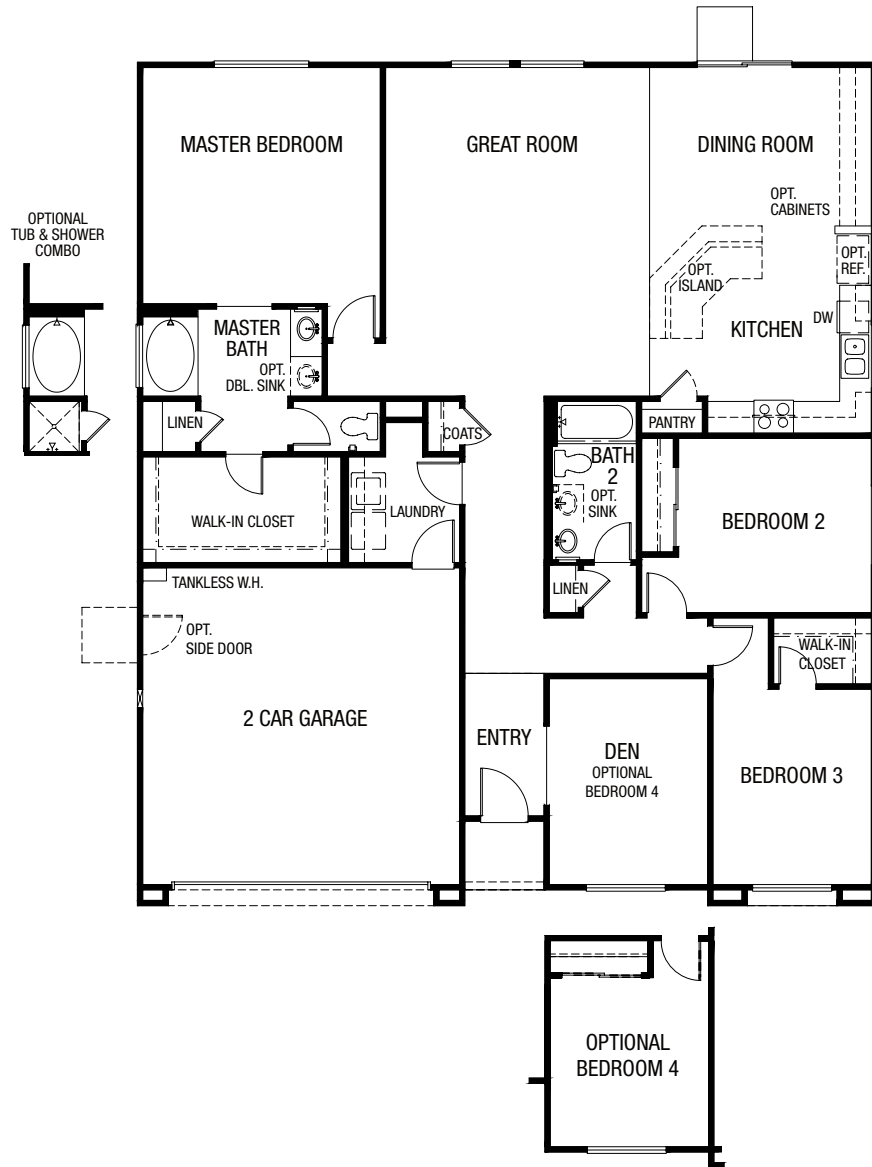 MASTER BEDROOM
GREAT ROOM
DINING ROOM
OPT.
CABINETS
OPTIONAL
TUB & SHOWER
COMBO
OPT.
REF.
OPT.
ISLAND
DW
KITCHEN
MASTER
BATH
OPT.
DBL. SINK
LINEN
COATS
PANTRY
BATH
2
OPT.
SINK
LAUNDRY
WALK-IN CLOSET
BEDROOM 2
TANKLESS W.H.
LINEN
OPT.
SIDE DOOR
WALK-IN
CLOSET
2 CAR GARAGE
ENTRY
DEN
OPTIONAL
BEDROOM 4
BEDROOM 3
OPTIONAL
BEDROOM 4